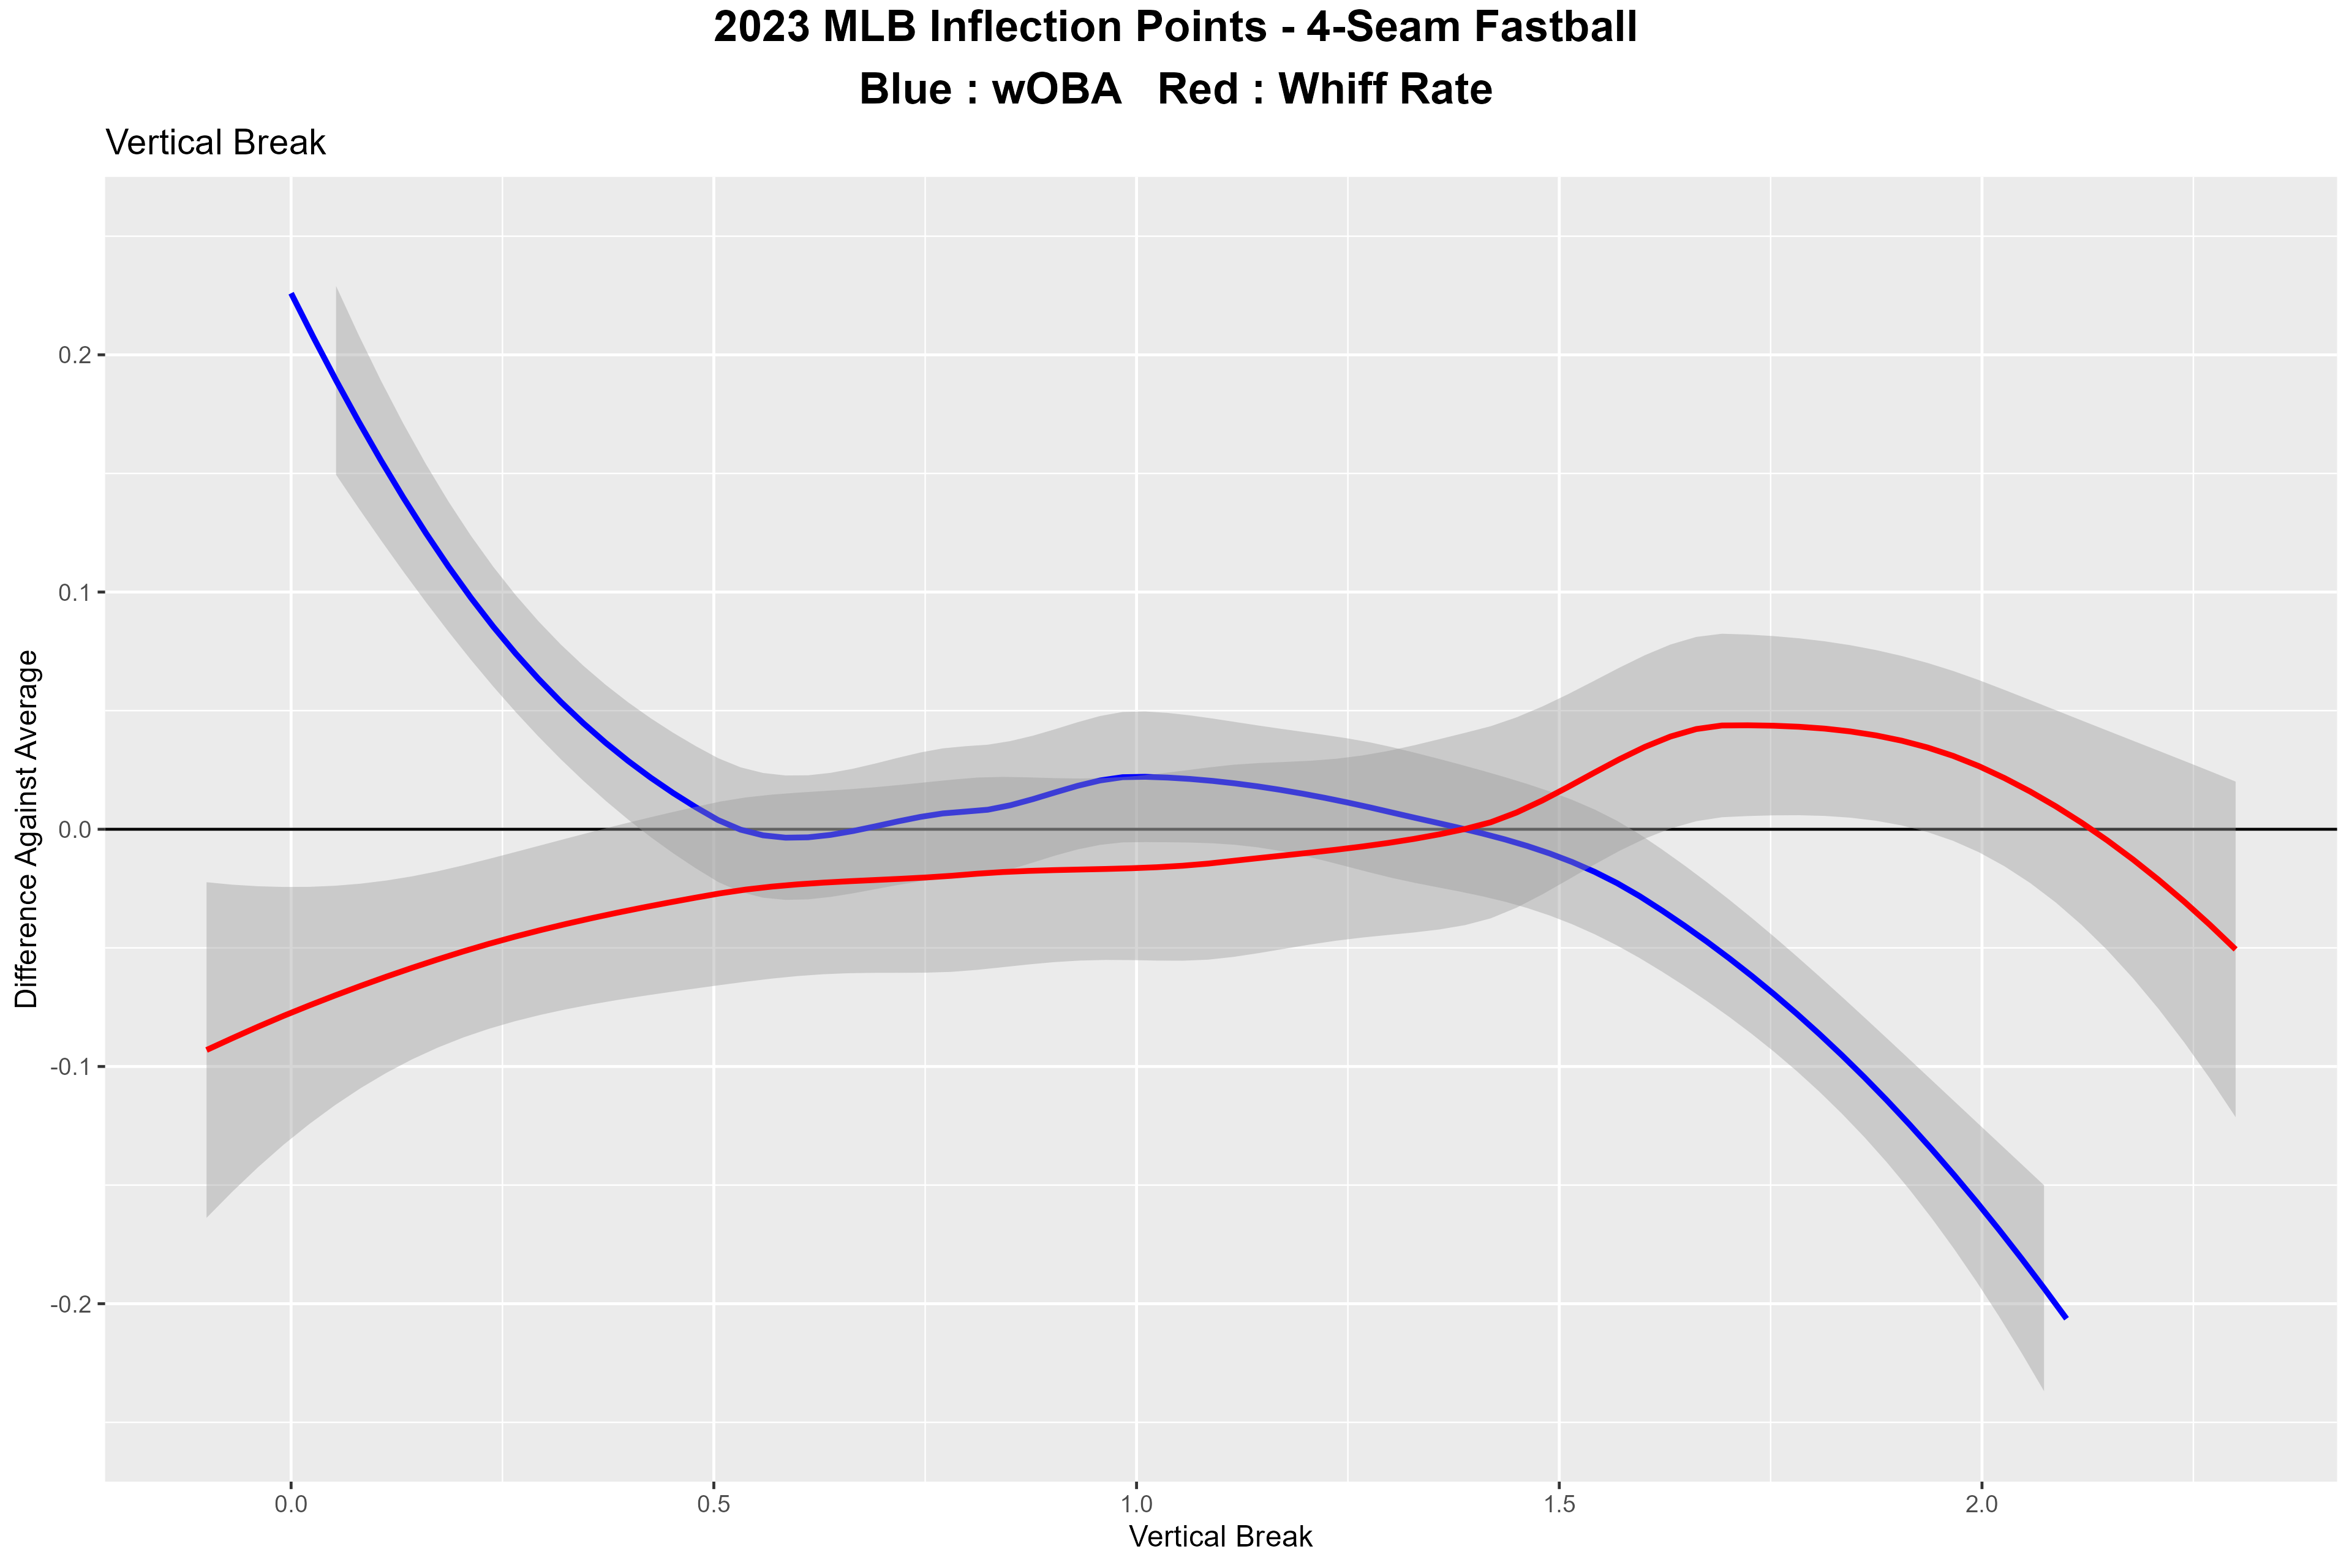 2023 MLB Inflection Points - 4-Seam Fastball
Blue : wOBA   Red : Whiff Rate
Vertical Break
Difference Against Average
0.2
0.1
0.0
-0.1
-0.2
0.0 0.5 1.0 1.5 2.0
Vertical Break